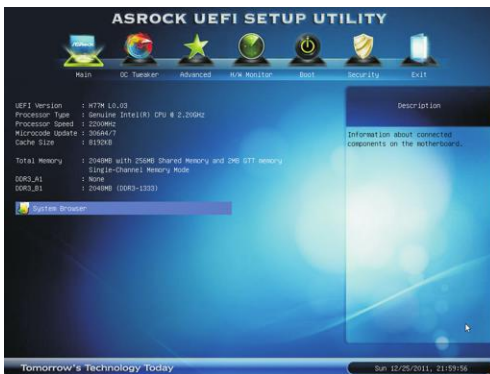 ASROCK UEFI SETUP UTILITY
Main OC Tweaker Advanced H/W Monitor Boot Security Exit
UEFI Version : H77M L0.03
Processor Type : Genuine Intel(R) CPU @ 2.20GHz
Processor Speed : 2200MHz
Microcode Update : 306A4/7
Cache Size : 8192KB
Total Memory : 2048MB with 256MB Shared Memory and 2MB GTT memory
Single-Channel Memory Mode
DDR3_A1 : None
DDR3_B1 : 2048MB (DDR3-1333)
System Browser
Description
Information about connected
components on the motherboard.
Tomorrow's Technology Today
Sun 12/25/2011, 21:59:56